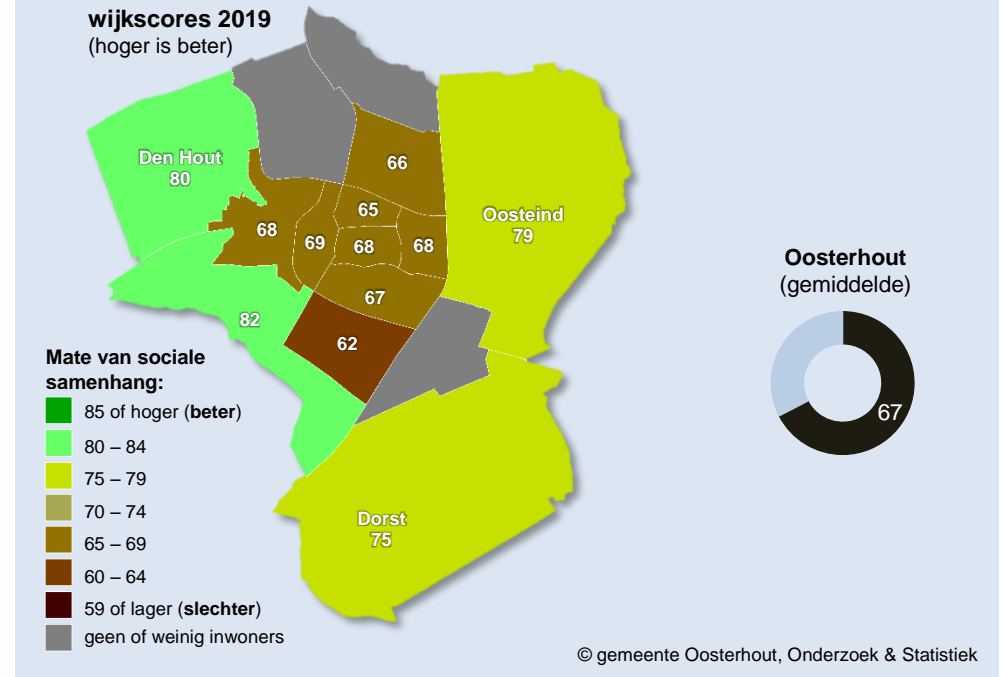 wijkscores 2019
(hoger is beter)
Den Hout
80
66
65
68
69
68
68
Oosteind
79
67
82
62
Dorst
75
Mate van sociale
samenhang:
85 of hoger (beter)
80 – 84
75 – 79
70 – 74
65 – 69
60 – 64
59 of lager (slechter)
geen of weinig inwoners
Oosterhout
(gemiddelde)
67
© gemeente Oosterhout, Onderzoek & Statistiek